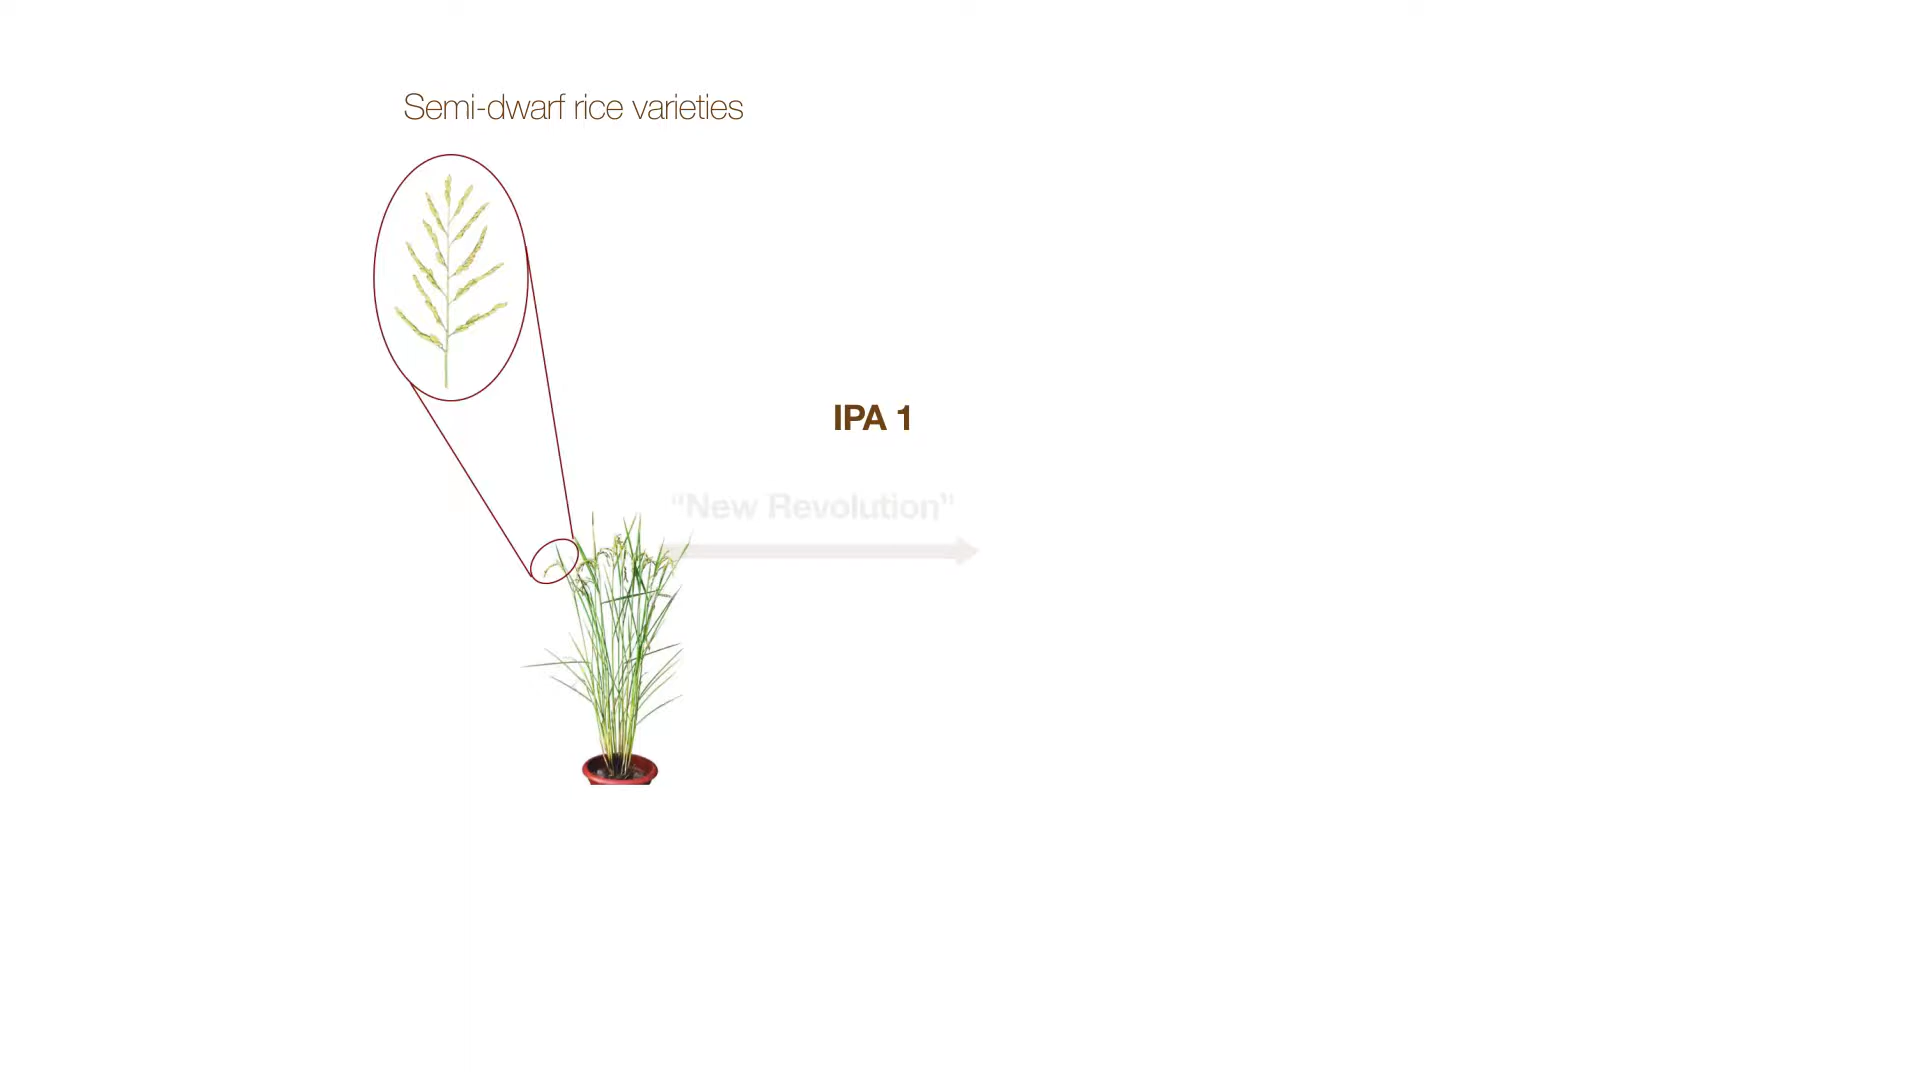 Semi-dwarf rice varieties
IPA 1
“New Revolution”